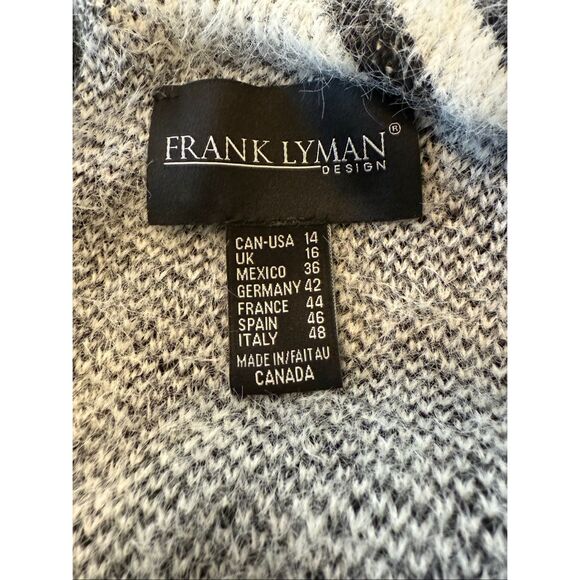 FRANK LYMAN®
DESIGN
CAN-USA 14
UK 16
MEXICO 36
GERMANY 42
FRANCE 44
SPAIN 46
ITALY 48
MADE IN/FAIT AU
CANADA